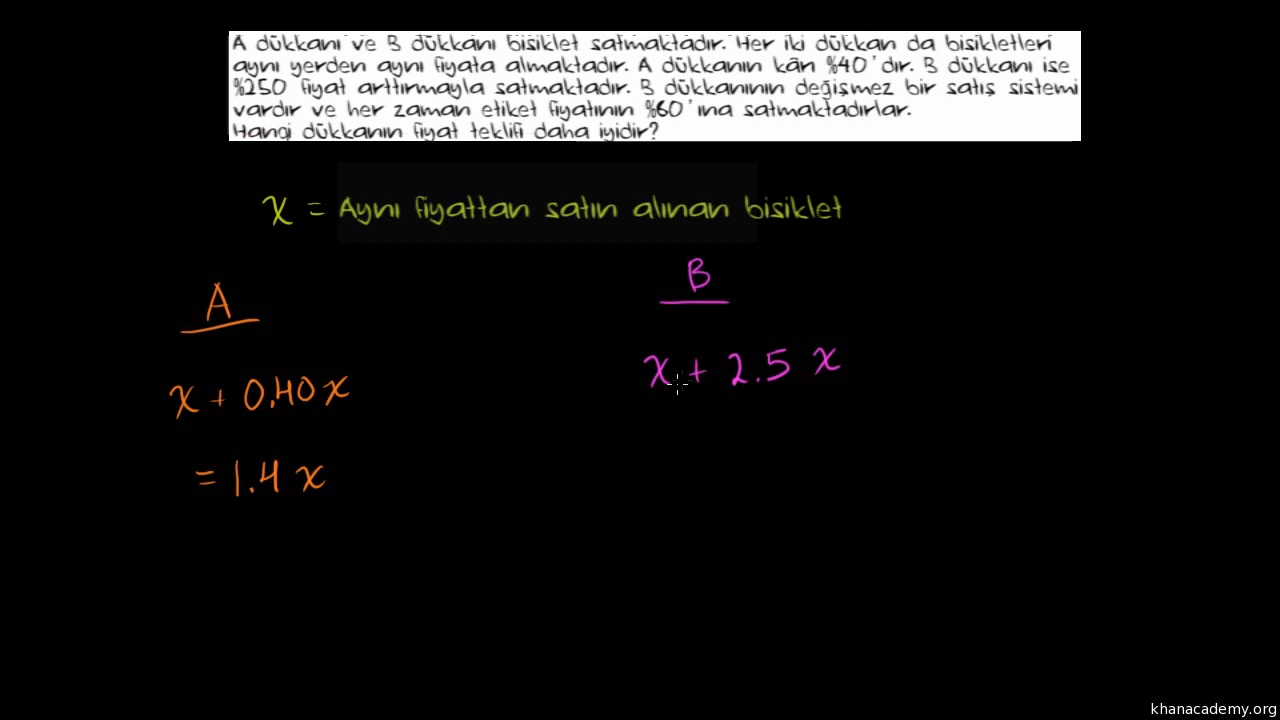 A dükkanı ve B dükkanı bisiklet satmaktadır. Her iki dükkan da bisikletleri
aynı yerden aynı fiyata almaktadır. A dükkanın kân %40'dır. B dükkanı ise
%250 fiyat arttırmayla satmaktadır. B dükkanının değişmez bir satış sistemi
vardır ve her zaman etiket fiyatının %60'ına satmaktadırlar.
Hangi dükkanın fiyat teklifi daha iyidir?
x = Aynı fiyattan satın alınan bisiklet
A
x + 0.40x
= 1.4 x
B
x + 2.5 x
khanacademy.org